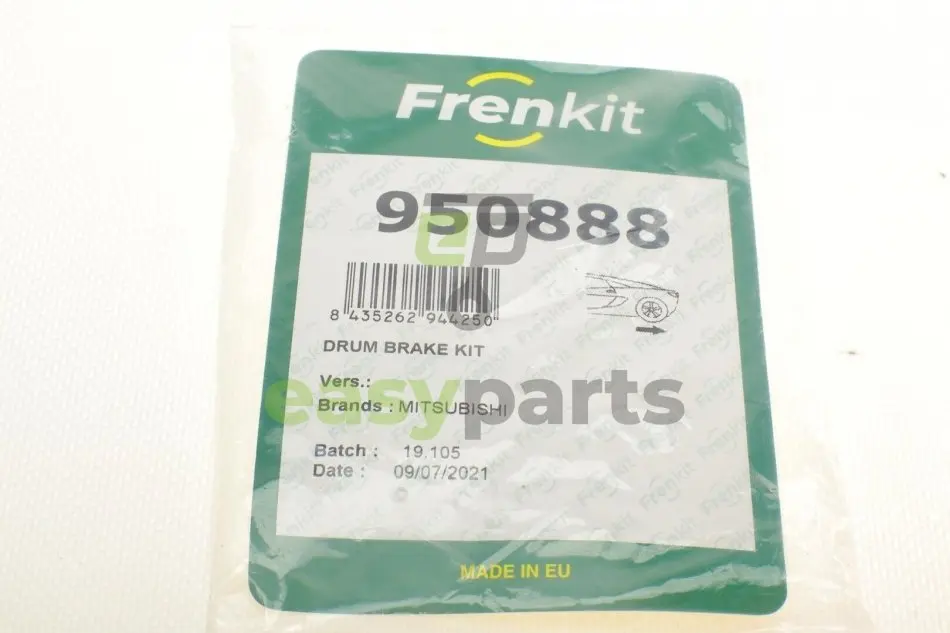 Frenkit
950888
ep
8 435262 944250
DRUM BRAKE KIT
Vers.:
easyparts
Brands : MITSUBISHI
Batch : 19.105
Date : 09/07/2021
MADE IN EU